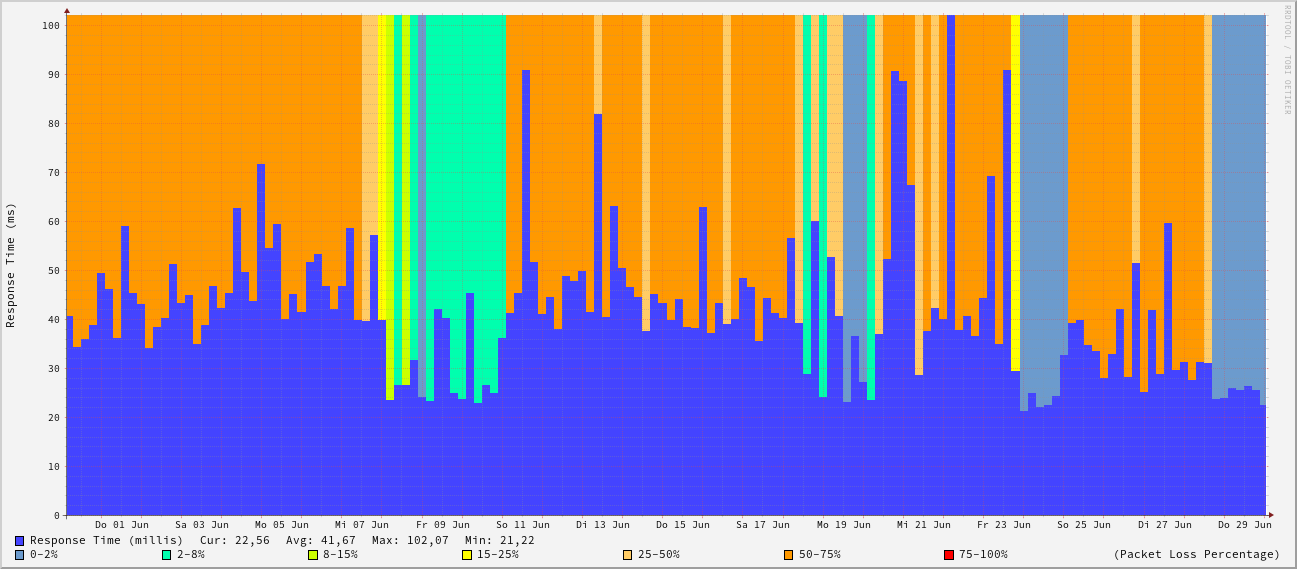 RRDTOOL / TOBI OETIKER
Response Time (ms)
100
90
80
70
60
50
40
30
20
10
0
Do 01 Jun Sa 03 Jun Mo 05 Jun Mi 07 Jun Fr 09 Jun So 11 Jun Di 13 Jun Do 15 Jun Sa 17 Jun Mo 19 Jun Mi 21 Jun Fr 23 Jun So 25 Jun Di 27 Jun Do 29 Jun
Response Time (millis) Cur: 22,56 Avg: 41,67 Max: 102,07 Min: 21,22
0-2% 2-8% 8-15% 15-25% 25-50% 50-75% 75-100% (Packet Loss Percentage)